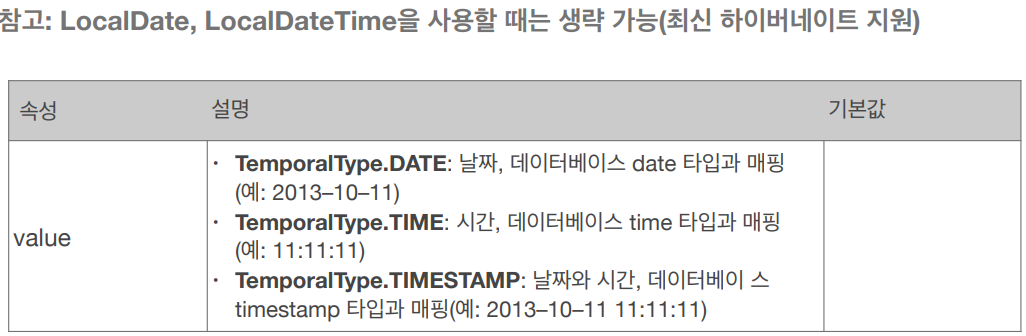 참고: LocalDate, LocalDateTime을 사용할 때는 생략 가능(최신 하이버네이트 지원)
속성 설명 기본값
value
· TemporalType.DATE: 날짜, 데이터베이스 date 타입과 매핑
(예: 2013–10–11)
· TemporalType.TIME: 시간, 데이터베이스 time 타입과 매핑
(예: 11:11:11)
· TemporalType.TIMESTAMP: 날짜와 시간, 데이터베이 스
timestamp 타입과 매핑(예: 2013–10–11 11:11:11)